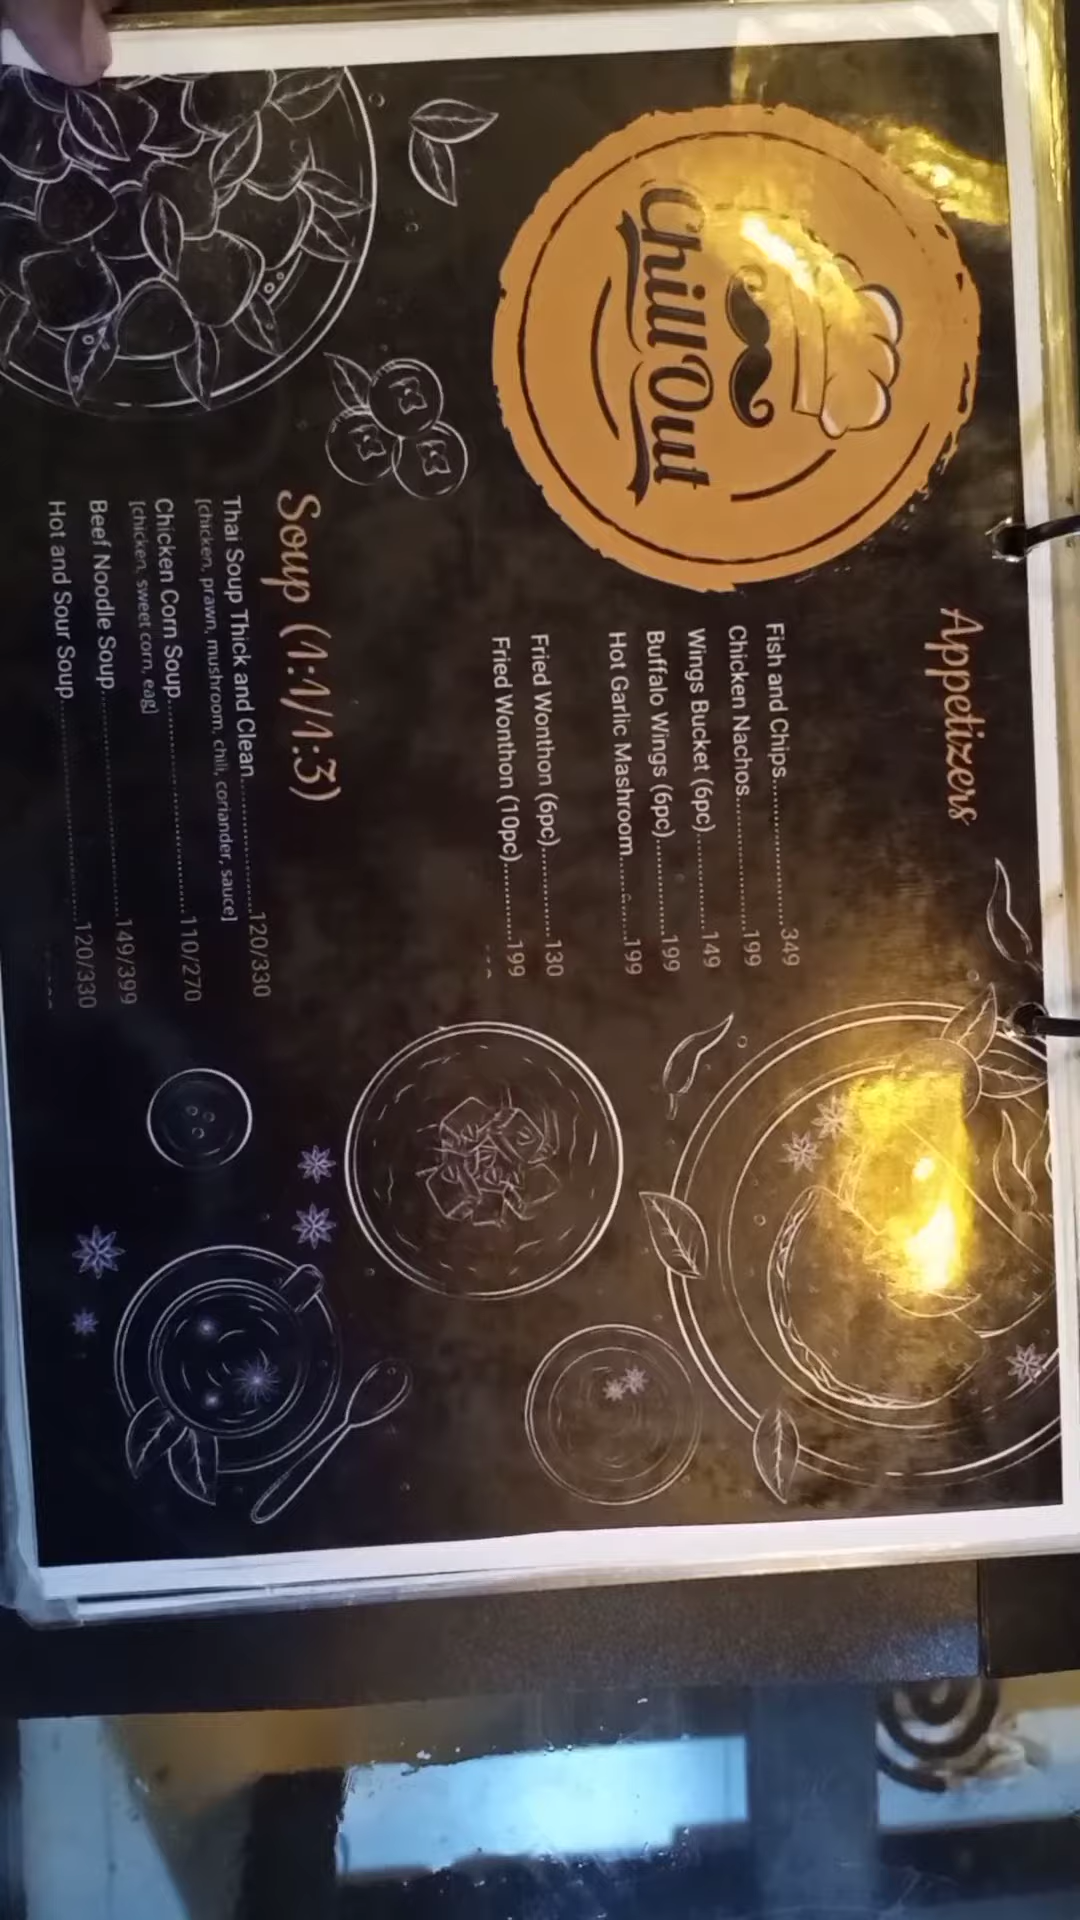 Chill'Out
Appetizers
Fish and Chips..................349
Chicken Nachos..................199
Wings Bucket (6pc)..............149
Buffalo Wings (6pc).............199
Hot Garlic Mashroom.............199
Fried Wonthon (6pc).............130
Fried Wonthon (10pc)............199
Soup (1:1/1:3)
Thai Soup Thick and Clean...............120/330
[chicken, prawn, mushroom, chili, coriander, sauce]
Chicken Corn Soup.......................110/270
[chicken, sweet corn, eag]
Beef Noodle Soup........................149/399
Hot and Sour Soup.......................120/330